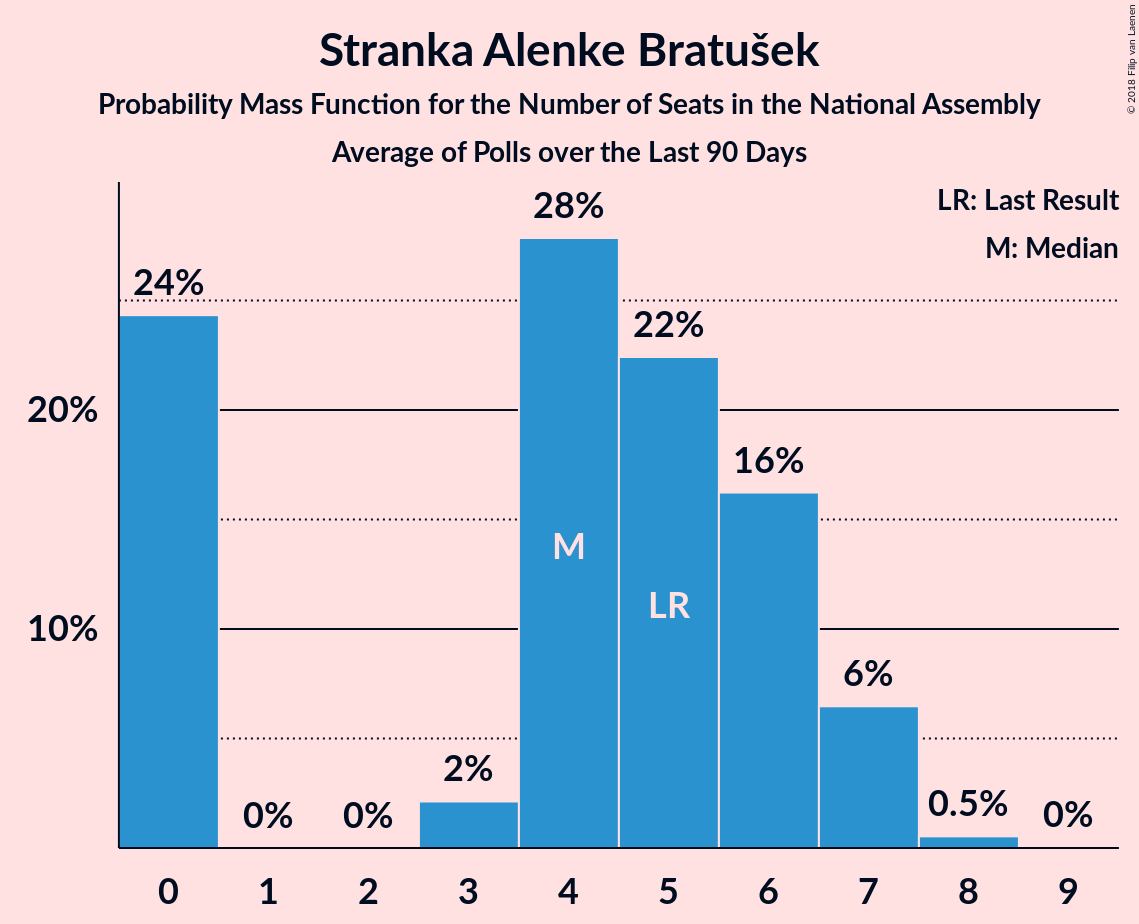 Stranka Alenke Bratušek
Probability Mass Function for the Number of Seats in the National Assembly
Average of Polls over the Last 90 Days
© 2018 Filip van Laenen
LR: Last Result
M: Median
28%
24%
22%
20%
16%
M
LR
10%
6%
2%
0%
0%
0.5%
0%
0 1 2 3 4 5 6 7 8 9